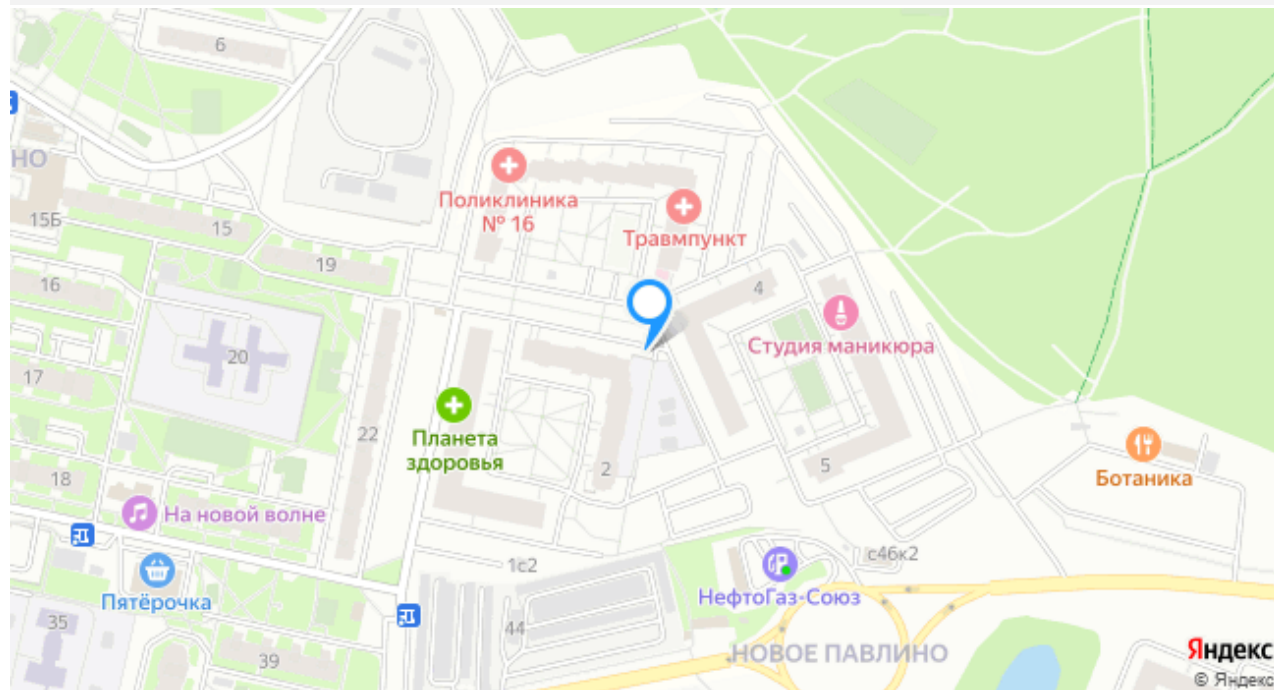 6
НО
15Б
15
Поликлиника
№ 16
Травмпункт
19
16
4
Студия маникюра
20
17
Планета
здоровья
22
2
5
Ботаника
18
На новой волне
1с2
с46к2
Пятёрочка
НефтоГаз-Союз
35
44
39
НОВОЕ ПАВЛИНО
Яндекс
© Яндекс